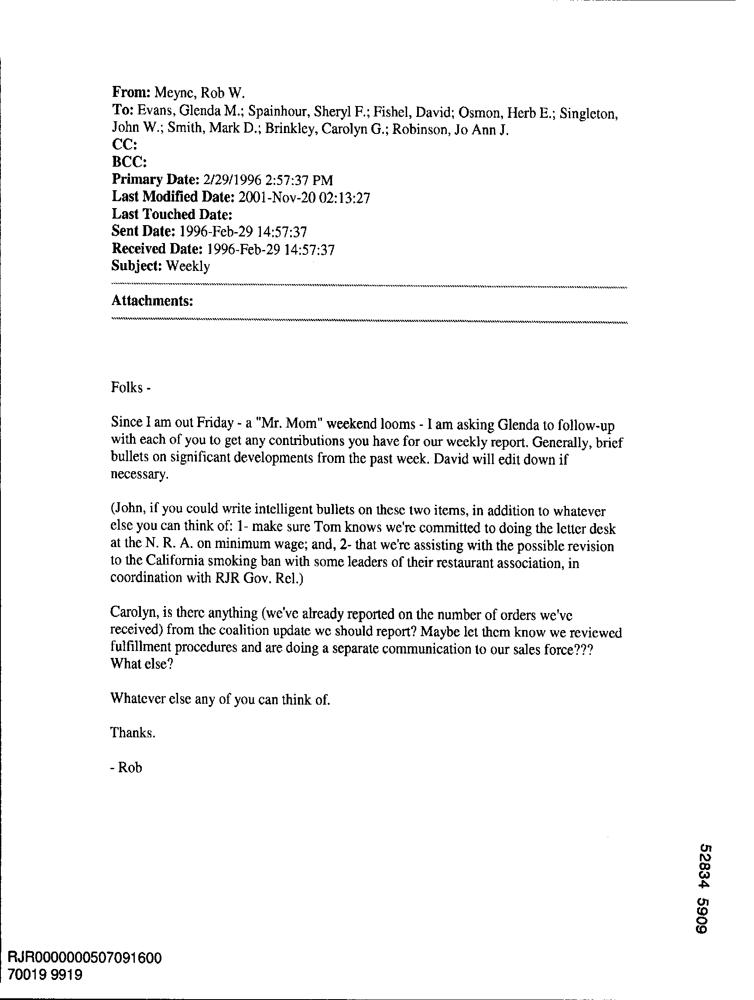 From: Meyne, Rob W.
To: Evans, Glenda M.; Spainhour, Sheryl F.; Fishel, David; Osmon, Herb E.; Singleton,
John W.; Smith, Mark D.; Brinkley, Carolyn G.; Robinson, Jo Ann J.
CC:
BCC:
Primary Date: 2/29/1996 2:57:37 PM
Last Modified Date: 2001-Nov-20 02:13:27
Last Touched Date:
Sent Date: 1996-Feb-29 14:57:37
Received Date: 1996-Feb-29 14:57:37
Subject: Weekly
Attachments:
Folks -
Since I am out Friday - a "Mr. Mom" weekend looms - I am asking Glenda to follow-up
with each of you to get any contributions you have for our weekly report. Generally, brief
bullets on significant developments from the past week. David will edit down if
necessary.
(John, if you could write intelligent bullets on these two items, in addition to whatever
else you can think of: 1- make sure Tom knows we're committed to doing the letter desk
at the N. R. A. on minimum wage; and, 2- that we're assisting with the possible revision
to the California smoking ban with some leaders of their restaurant association, in
coordination with RJR Gov. Rel.)
Carolyn, is there anything (we've already reported on the number of orders we've
received) from the coalition update we should report? Maybe let them know we reviewed
fulfillment procedures and are doing a separate communication to our sales force???
What else?
Whatever else any of you can think of.
Thanks.
- Rob
52834 5909
RJR0000000507091600
70019 9919